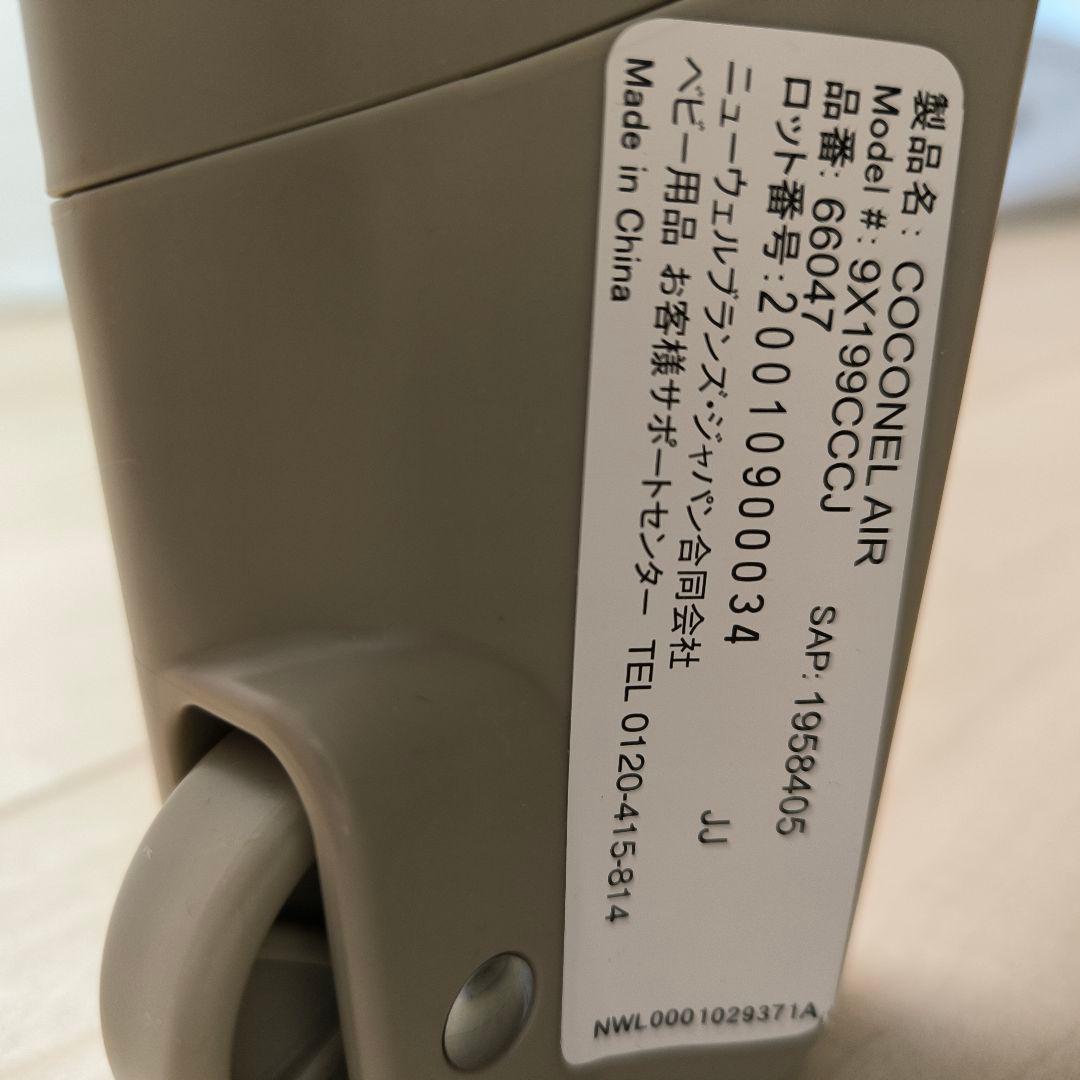 製品名: COCONEL AIR
Model #: 9X199CCCJ
品番: 66047 SAP: 1958405
ロット番号: 2001090034
ニューウェルブランズ・ジャパン合同会社 JJ
ベビー用品 お客様サポートセンター TEL 0120-415-814
Made in China
NWL0001029371A